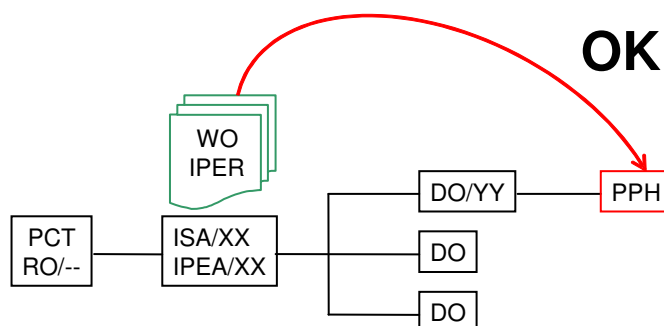 OK
WO
IPER
DO/YY
PPH
PCT
RO/--
ISA/XX
IPEA/XX
DO
DO